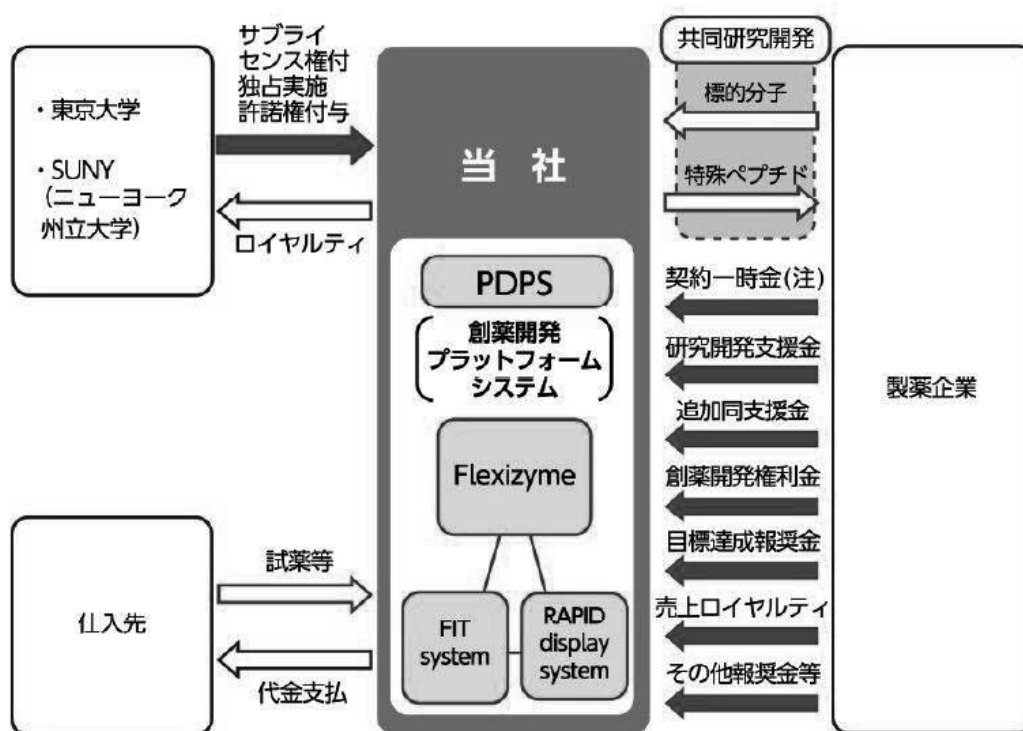 サブライ
センス権付
独占実施
許諾権付与
・東京大学
・SUNY
(ニューヨーク
州立大学)
ロイヤルティ
当 社
共同研究開発
標的分子
特殊ペプチド
PDPS
創薬開発
プラットフォーム
システム
Flexizyme
FIT
system
RAPID
display
system
契約一時金(注)
研究開発支援金
追加同支援金
創薬開発権利金
目標達成報奨金
売上ロイヤルティ
その他報奨金等
製薬企業
仕入先
試薬等
代金支払